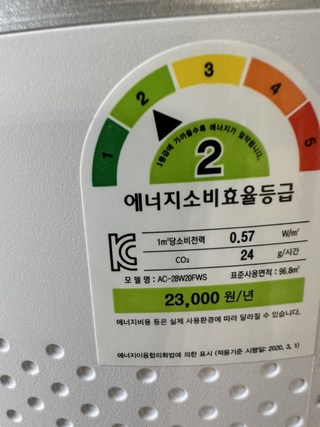 1 2 3 4 5
1등급에 가까울수록 에너지가 절약됩니다.
2
에너지소비효율등급
1m²당소비전력 0.57 W/m²
CO₂ 24 g/시간
모델명 : AC-28W20FWS 표준사용면적 : 96.8m²
23,000 원/년
에너지비용 등은 실제 사용환경에 따라 달라질 수 있습니다.
에너지이용합리화법에 의한 표시 (적용기준 시행일: 2020, 3, 1)